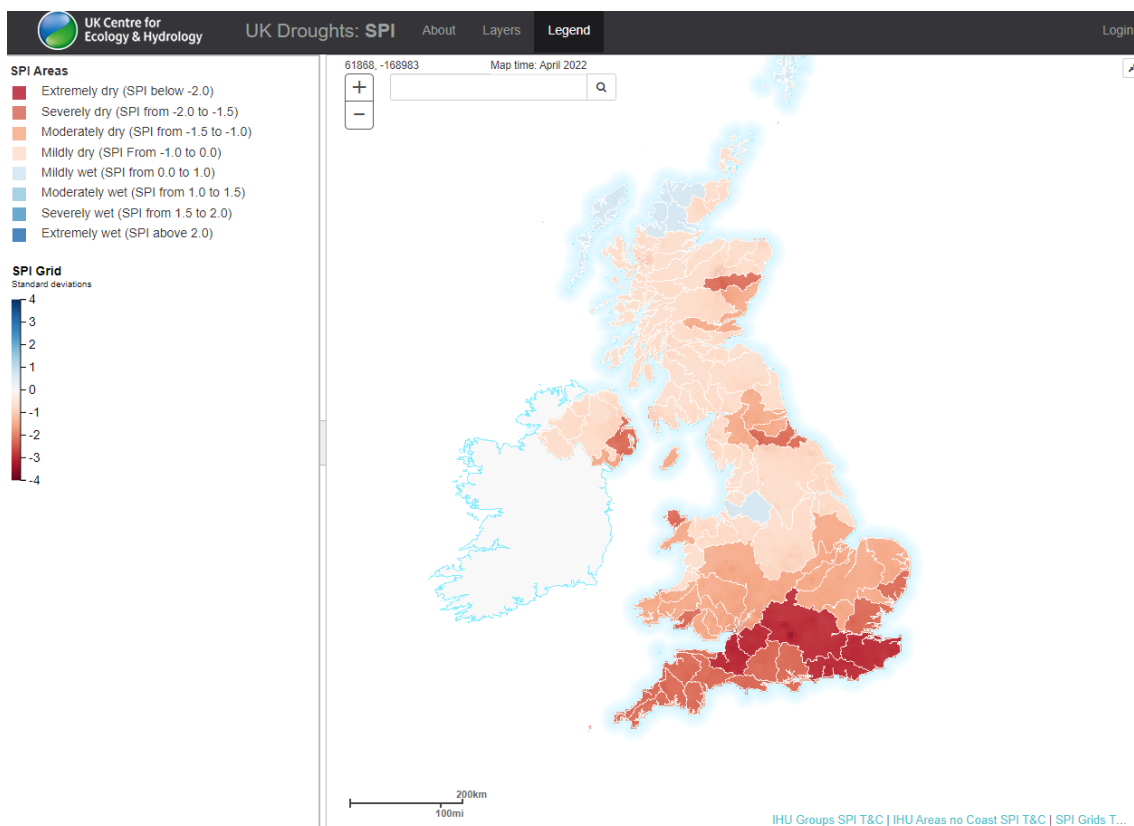 UK Centre for
Ecology & Hydrology
UK Droughts: SPI
About
Layers
Legend
Login
SPI Areas
Extremely dry (SPI below -2.0)
Severely dry (SPI from -2.0 to -1.5)
Moderately dry (SPI from -1.5 to -1.0)
Mildly dry (SPI From -1.0 to 0.0)
Mildly wet (SPI from 0.0 to 1.0)
Moderately wet (SPI from 1.0 to 1.5)
Severely wet (SPI from 1.5 to 2.0)
Extremely wet (SPI above 2.0)
SPI Grid
Standard deviations
4
3
2
1
0
-1
-2
-3
-4
61868, -168983
Map time: April 2022
+
−
200km
100mi
IHU Groups SPI T&C | IHU Areas no Coast SPI T&C | SPI Grids T...